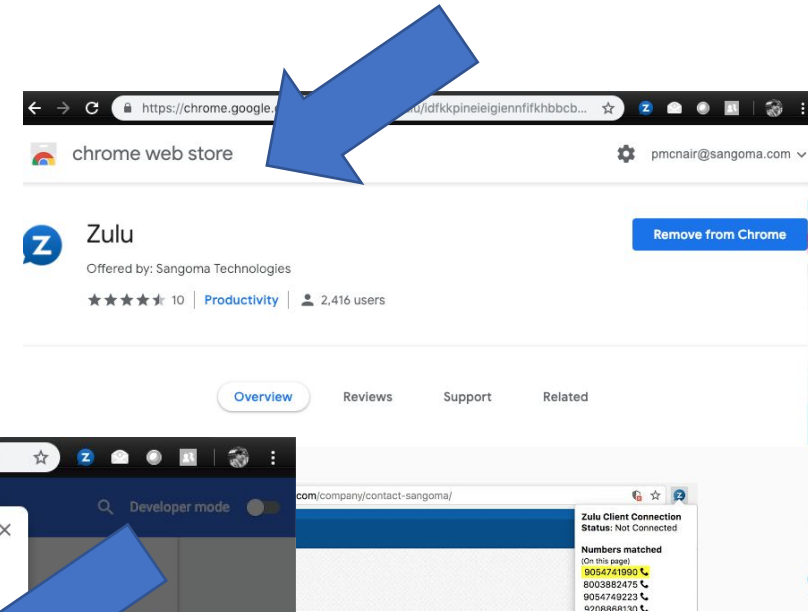 https://chrome.google.
/idfkkpineieigiennfifkhbbcb...
Z
chrome web store
pmcnair@sangoma.com
Z
Zulu
Remove from Chrome
Offered by: Sangoma Technologies
10 | Productivity | 2,416 users
Overview Reviews Support Related
Z
Developer mode
com/company/contact-sangoma/
Z
Zulu Client Connection
Status: Not Connected
Numbers matched
(On this page)
9054741990
8003882475
9054749223
9208868130